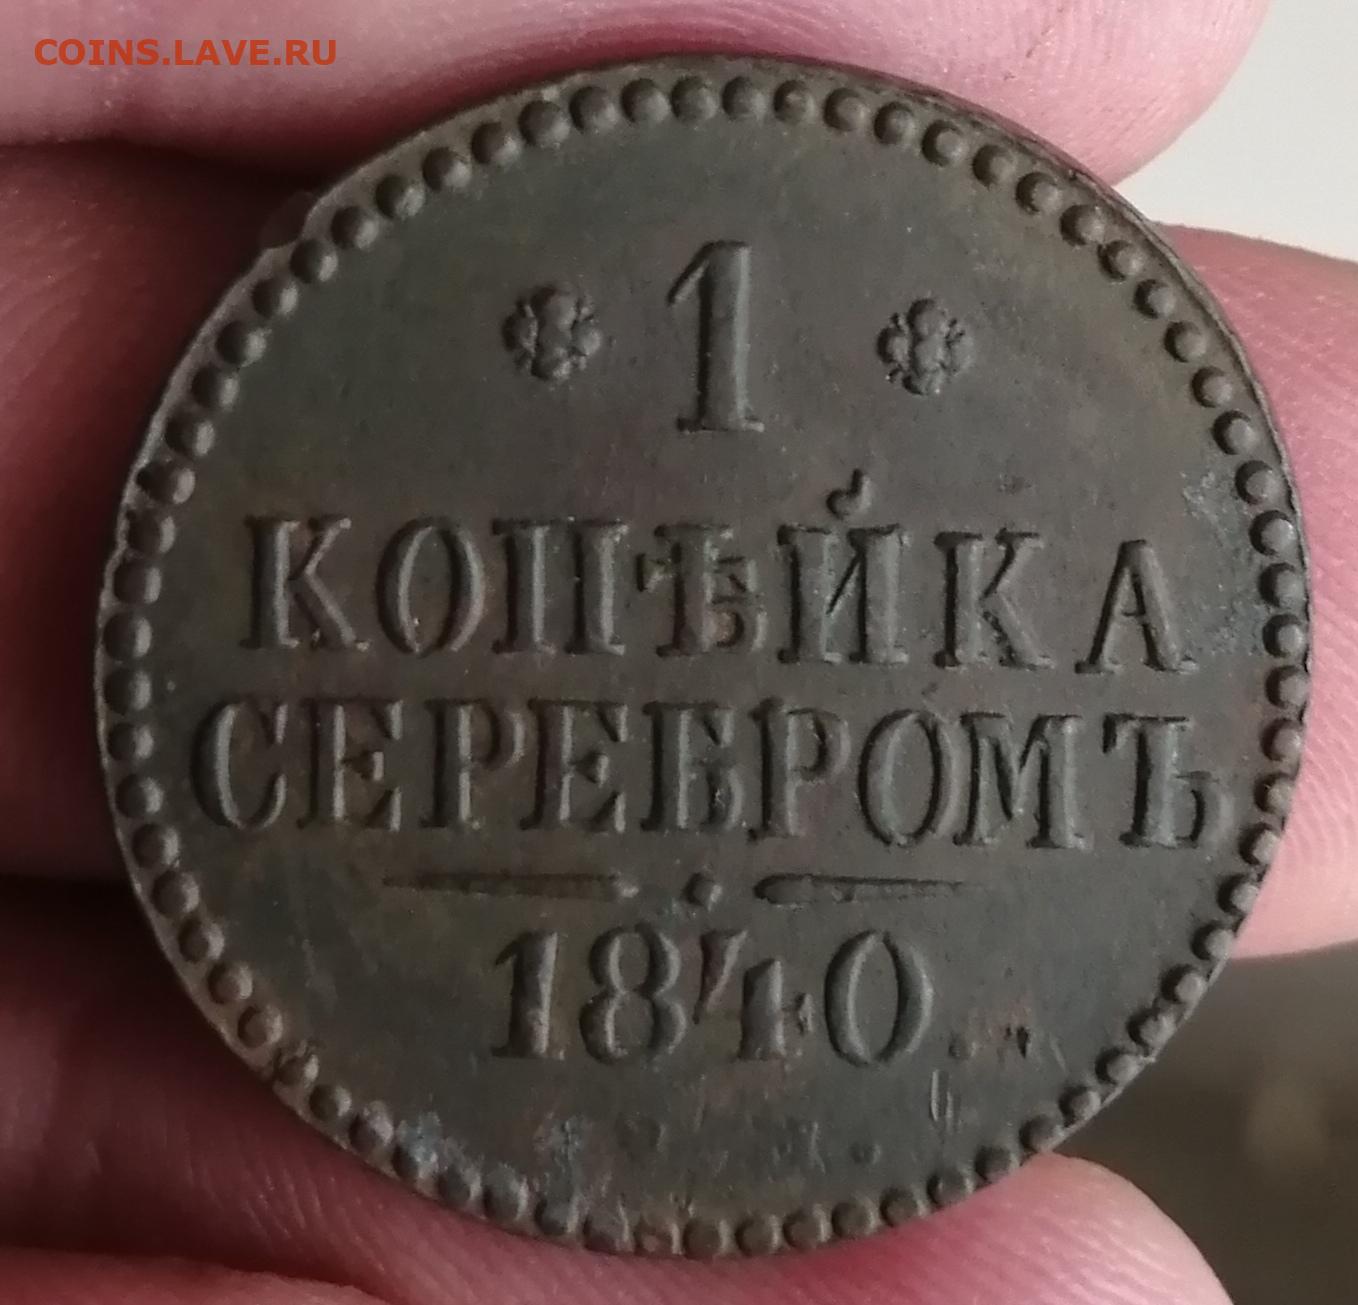 COINS.LAVE.RU
* 1 *
КОПѢЙКА
СЕРЕБРОМЪ
1840